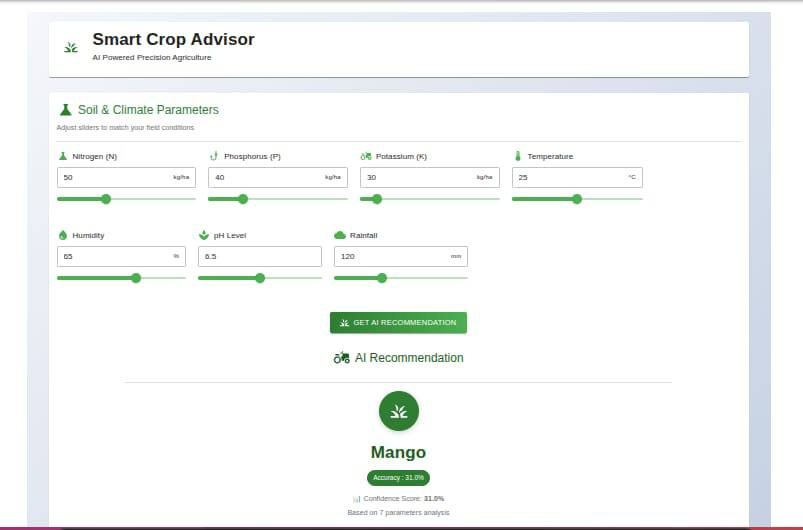 Smart Crop Advisor
AI Powered Precision Agriculture
Soil & Climate Parameters
Adjust sliders to match your field conditions
Nitrogen (N) Phosphorus (P) Potassium (K) Temperature
50 kg/ha 40 kg/ha 30 kg/ha 25 °C
Humidity pH Level Rainfall
65 % 6.5 120 mm
GET AI RECOMMENDATION
AI Recommendation
Mango
Accuracy : 31.0%
Confidence Score: 31.0%
Based on 7 parameters analysis